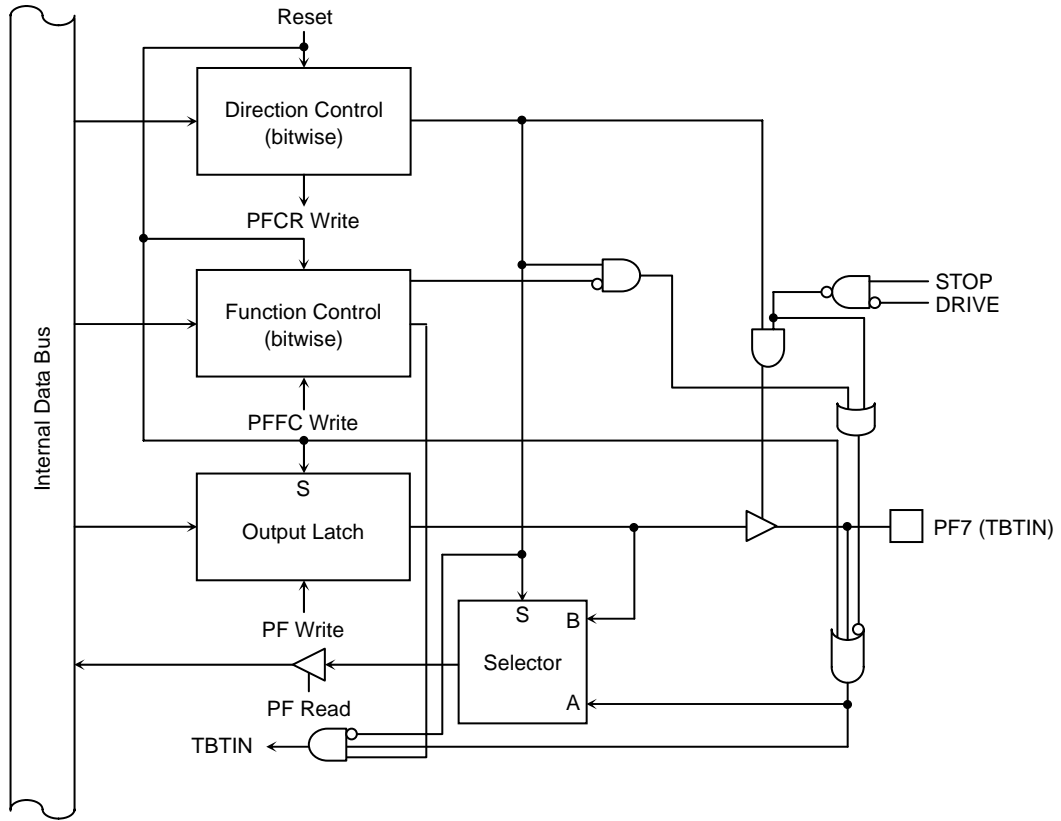 Reset
Direction Control
(bitwise)
PFCR Write
Function Control
(bitwise)
STOP
DRIVE
PFFC Write
Internal Data Bus
S
Output Latch
PF7 (TBTIN)
PF Write
S
B
Selector
A
PF Read
TBTIN